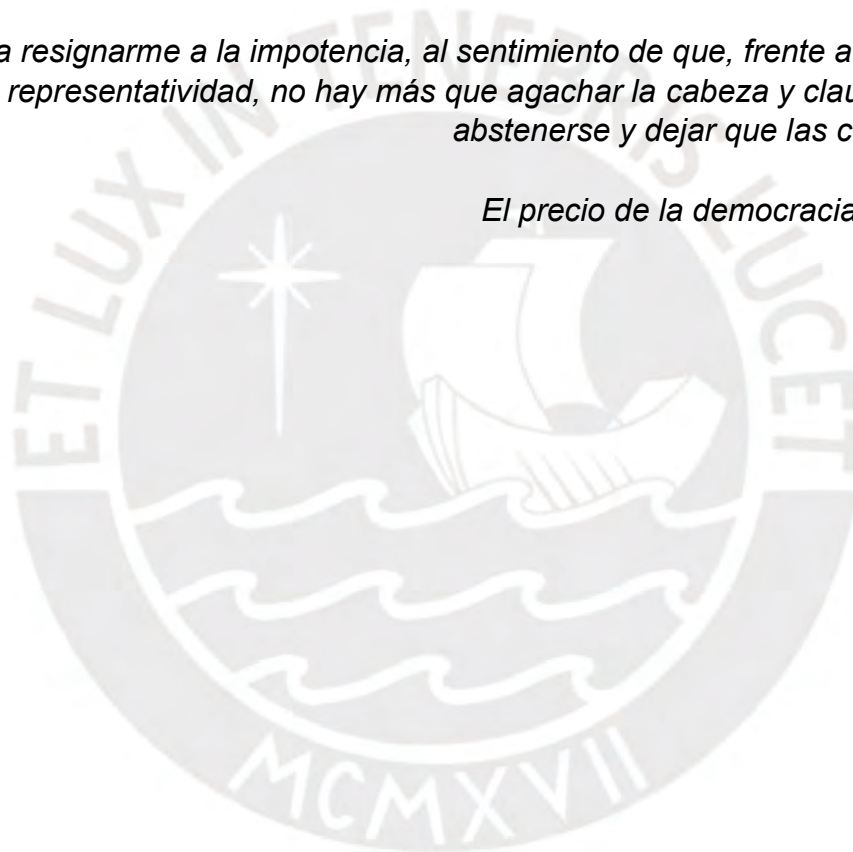 a resignarme a la impotencia, al sentimiento de que, frente a
representatividad, no hay más que agachar la cabeza y clau
abstenerse y dejar que las c
El precio de la democracia
ET LUX IN TENEBRIS LUCET
MCMXVII